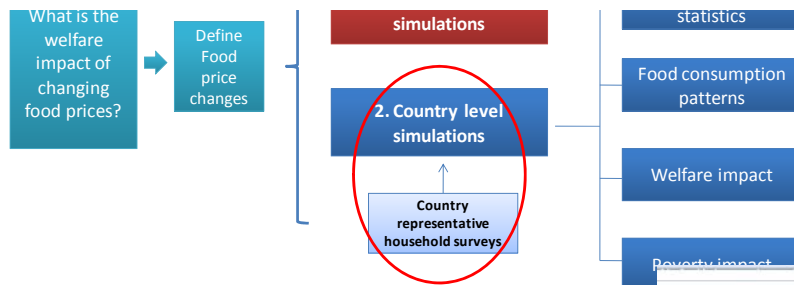 What is the
welfare
impact of
changing
food prices?
Define
Food
price
changes
simulations
2. Country level
simulations
Country
representative
household surveys
statistics
Food consumption
patterns
Welfare impact
Poverty impact